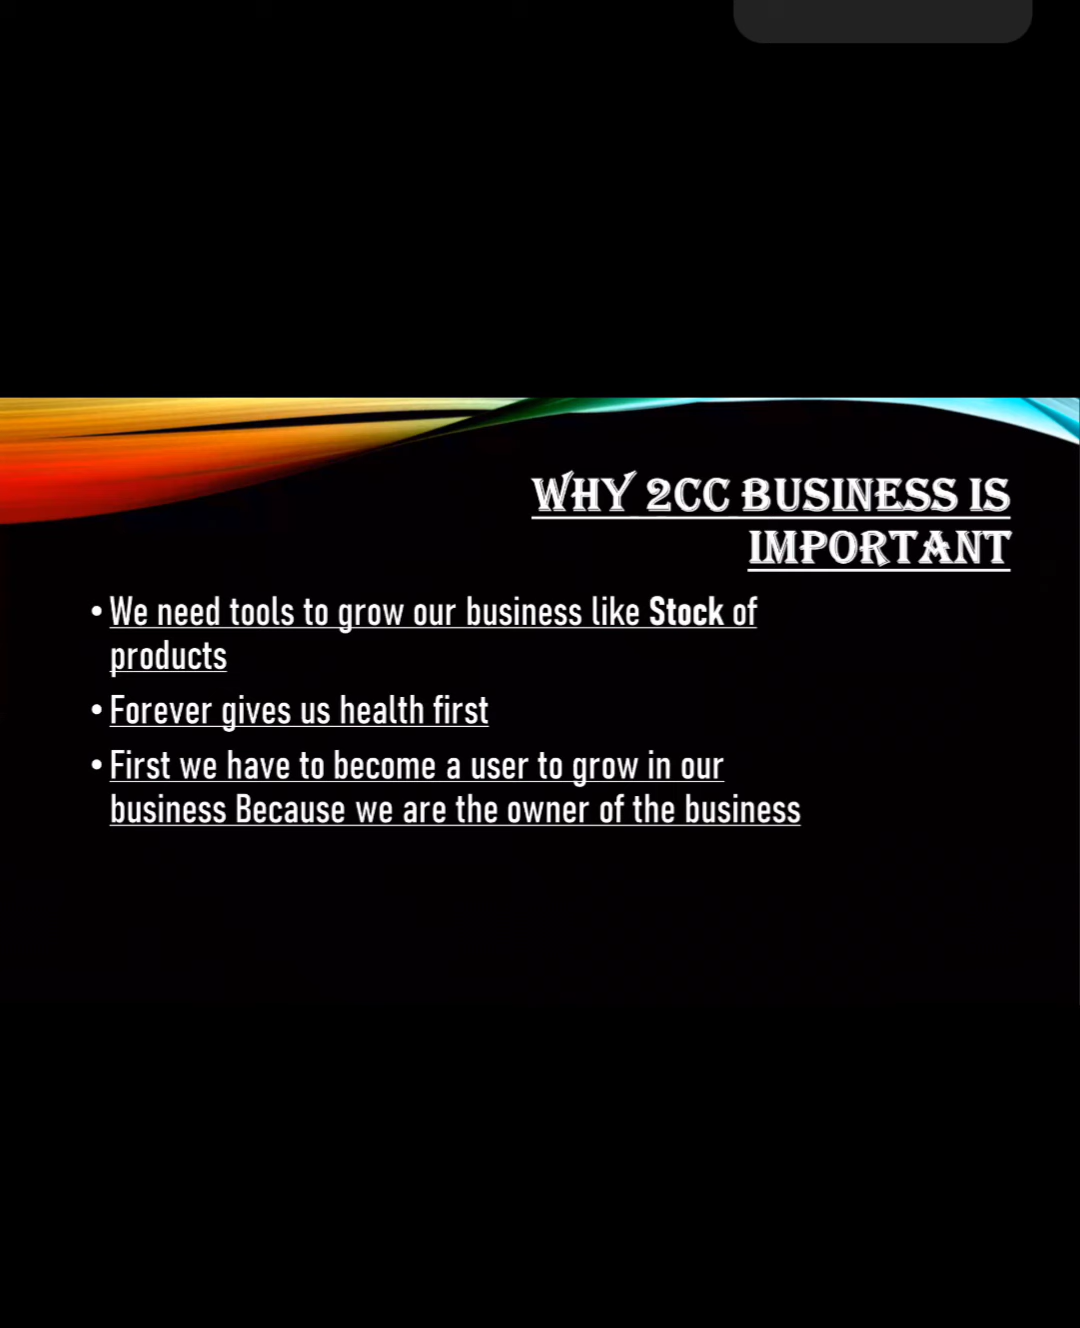 WHY 2CC BUSINESS IS
IMPORTANT
• We need tools to grow our business like Stock of
products
• Forever gives us health first
• First we have to become a user to grow in our
business Because we are the owner of the business